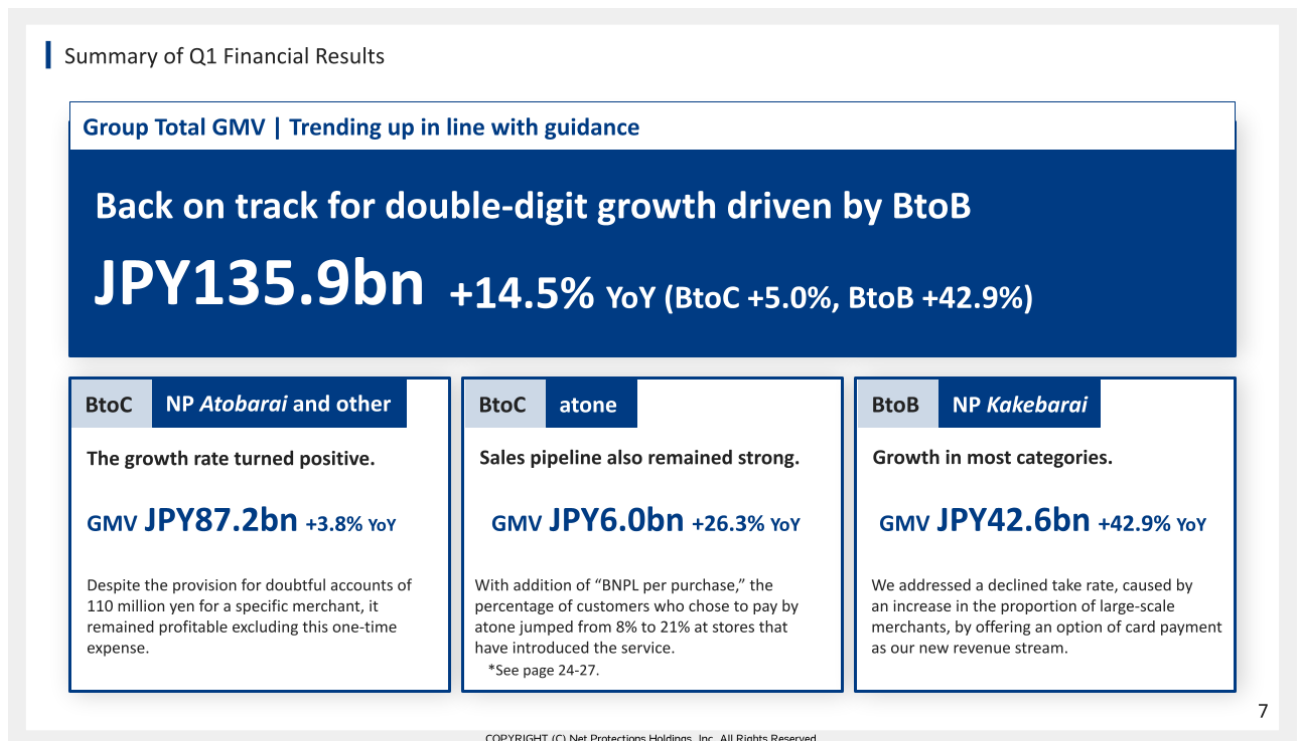 Summary of Q1 Financial Results
Group Total GMV | Trending up in line with guidance
Back on track for double-digit growth driven by BtoB
JPY135.9bn +14.5% YoY (BtoC +5.0%, BtoB +42.9%)
BtoC NP Atobarai and other
The growth rate turned positive.
GMV JPY87.2bn +3.8% YoY
Despite the provision for doubtful accounts of
110 million yen for a specific merchant, it
remained profitable excluding this one-time
expense.
BtoC atone
Sales pipeline also remained strong.
GMV JPY6.0bn +26.3% YoY
With addition of “BNPL per purchase,” the
percentage of customers who chose to pay by
atone jumped from 8% to 21% at stores that
have introduced the service.
*See page 24-27.
BtoB NP Kakebarai
Growth in most categories.
GMV JPY42.6bn +42.9% YoY
We addressed a declined take rate, caused by
an increase in the proportion of large-scale
merchants, by offering an option of card payment
as our new revenue stream.
7
COPYRIGHT (C) Net Protections Holdings, Inc. All Rights Reserved